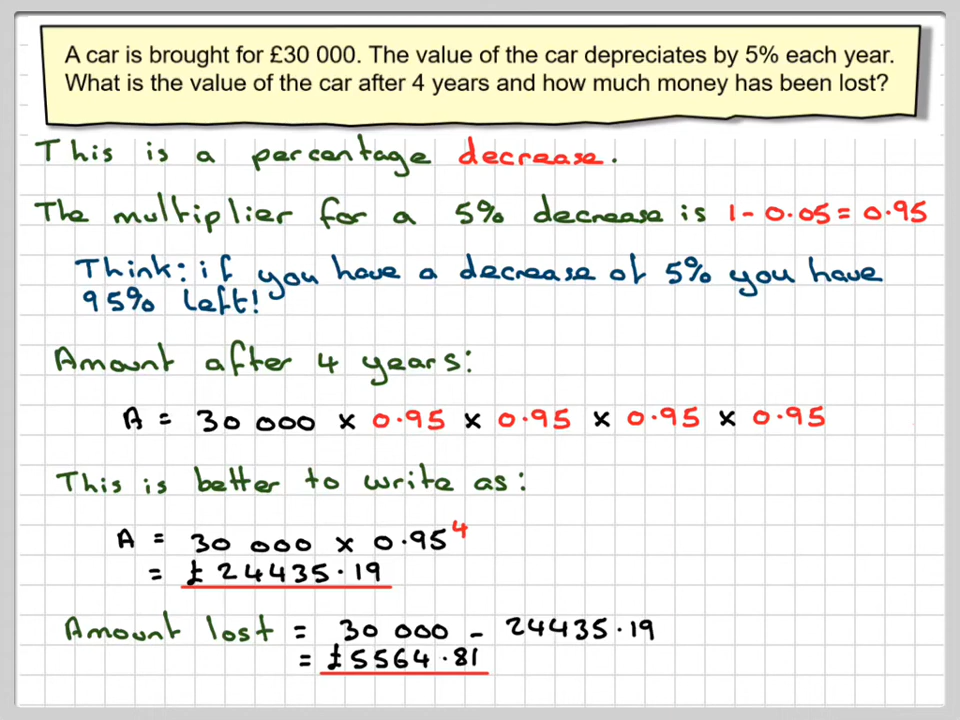 A car is brought for £30 000. The value of the car depreciates by 5% each year.
What is the value of the car after 4 years and how much money has been lost?
This is a percentage decrease.
The multiplier for a 5% decrease is 1 - 0.05 = 0.95
Think: if you have a decrease of 5% you have
95% left!
Amount after 4 years:
A = 30 000 x 0.95 x 0.95 x 0.95 x 0.95
This is better to write as:
A = 30 000 x 0.95⁴
= £24435.19
Amount lost = 30 000 - 24435.19
= £5564.81